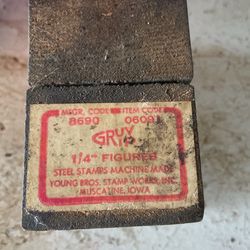 MFGR. CODE ITEM CODE
8690 06091
GRUV
1/4" FIGURES
STEEL STAMPS MACHINE MADE
YOUNG BROS. STAMP WORKS, INC.
MUSCATINE, IOWA